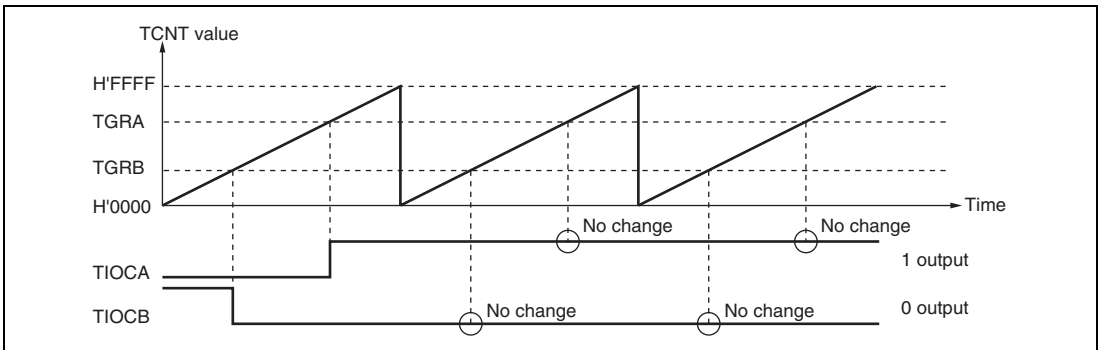 TCNT value
H'FFFF
TGRA
TGRB
H'0000
Time
No change
No change
TIOCA
1 output
No change
No change
TIOCB
0 output